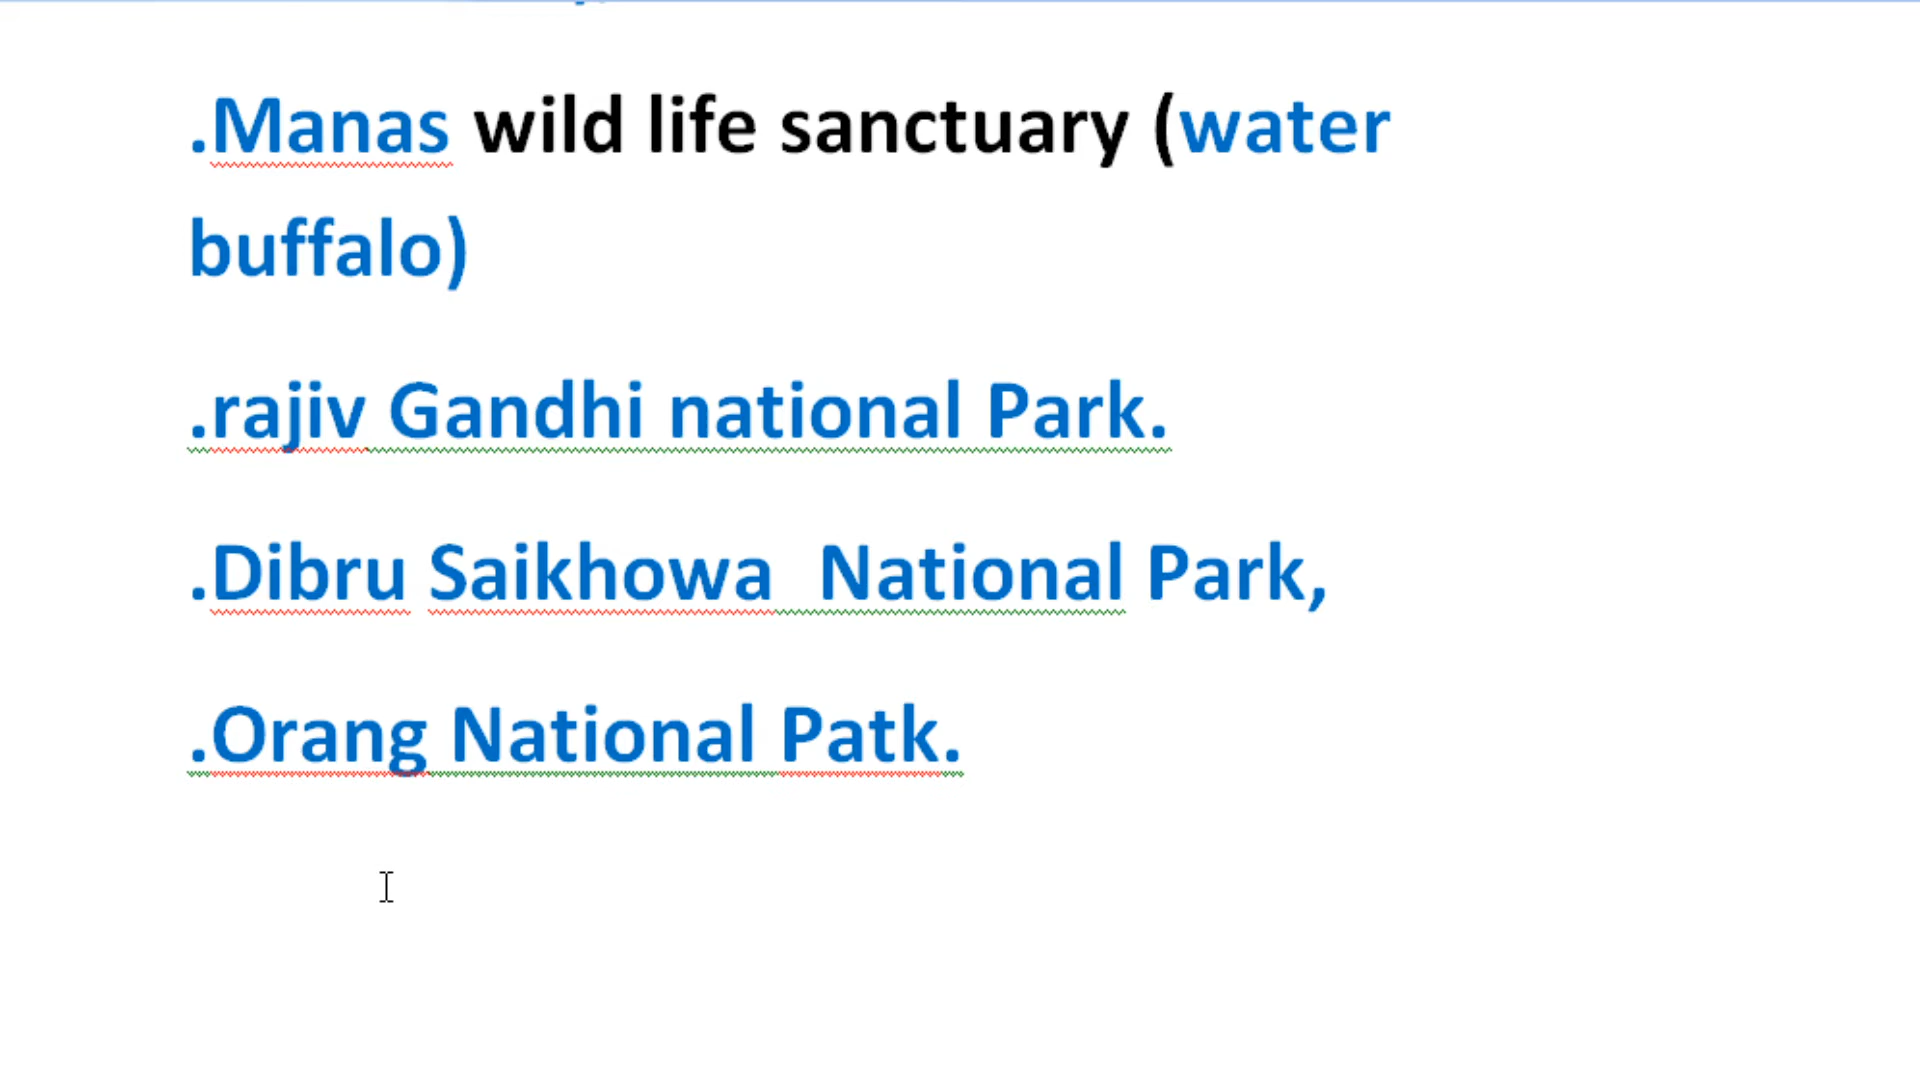 .Manas wild life sanctuary (water
buffalo)
.rajiv Gandhi national Park.
.Dibru Saikhowa  National Park,
.Orang National Patk.